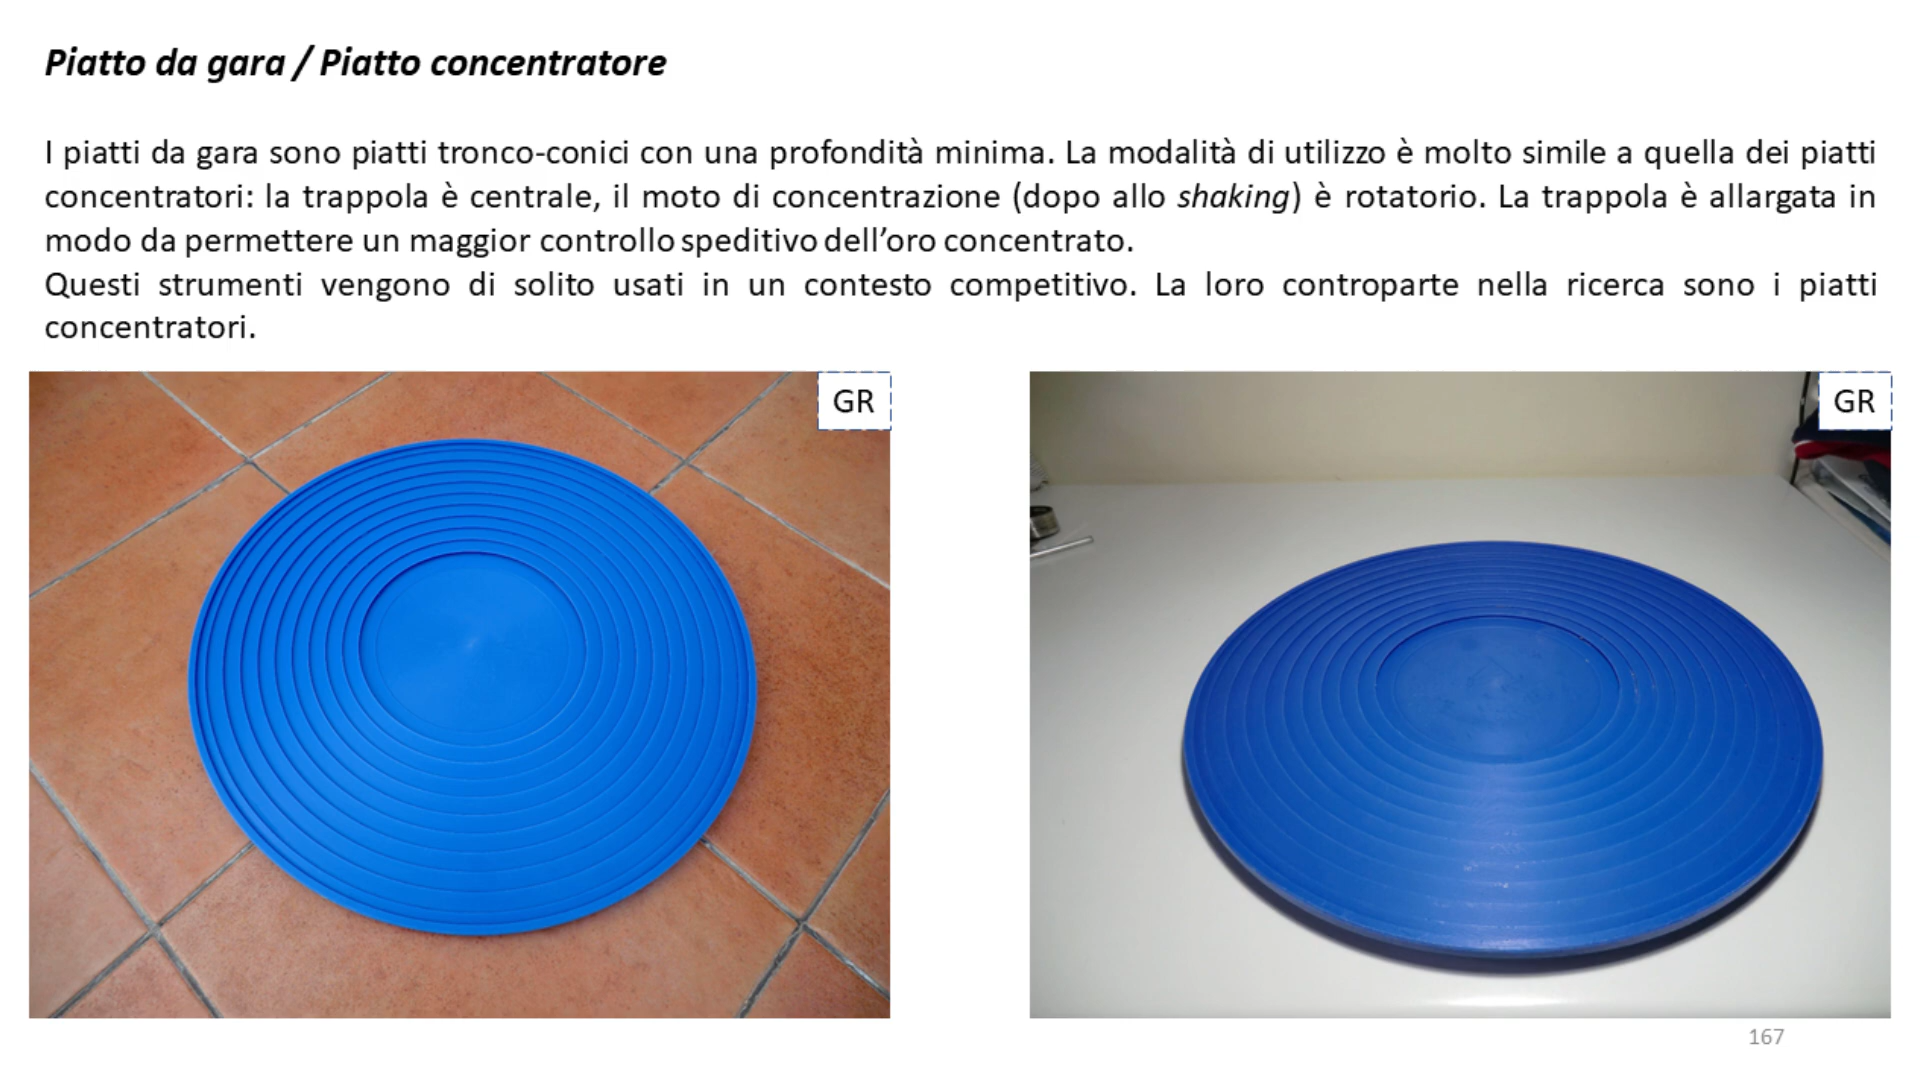 Piatto da gara / Piatto concentratore
I piatti da gara sono piatti tronco-conici con una profondità minima. La modalità di utilizzo è molto simile a quella dei piatti
concentratori: la trappola è centrale, il moto di concentrazione (dopo allo shaking) è rotatorio. La trappola è allargata in
modo da permettere un maggior controllo speditivo dell’oro concentrato.
Questi strumenti vengono di solito usati in un contesto competitivo. La loro controparte nella ricerca sono i piatti
concentratori.
GR
GR
167